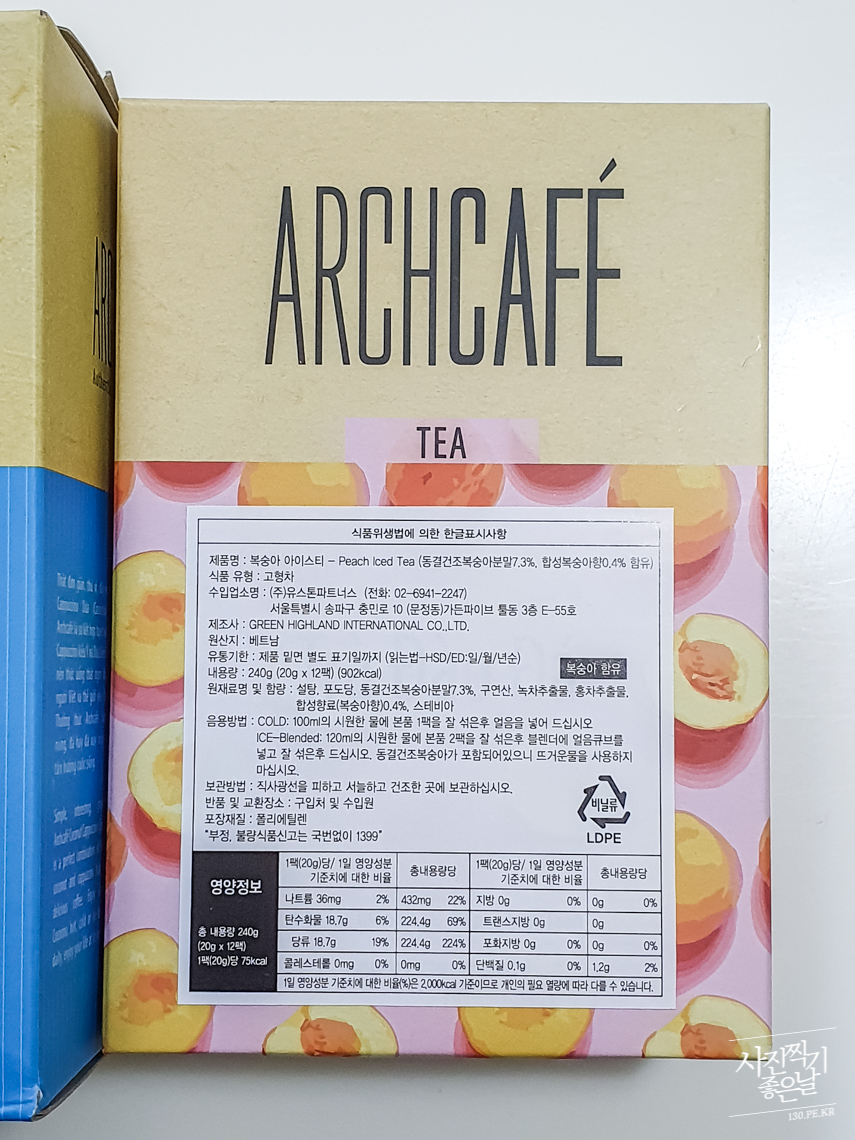 ARCHCAFÉ
TEA
식품위생법에 의한 한글표시사항
제품명 : 복숭아 아이스티 - Peach Iced Tea (동결건조복숭아분말7.3%, 합성복숭아향0.4% 함유)
식품 유형 : 고형차
수입업소명 : (주)유스톤파트너스 (전화: 02-6941-2247)
서울특별시 송파구 충민로 10 (문정동)가든파이브 툴동 3층 E-55호
제조사 : GREEN HIGHLAND INTERNATIONAL CO.,LTD.
원산지 : 베트남
유통기한 : 제품 밑면 별도 표기일까지 (읽는법-HSD/ED:일/월/년순)
내용량 : 240g (20g x 12팩) (902kcal)
복숭아 함유
원재료명 및 함량 : 설탕, 포도당, 동결건조복숭아분말7.3%, 구연산, 녹차추출물, 홍차추출물,
합성향료(복숭아향)0.4%, 스테비아
음용방법 : COLD: 100ml의 시원한 물에 본품 1팩을 잘 섞은후 얼음을 넣어 드십시오
ICE-Blended: 120ml의 시원한 물에 본품 2팩을 잘 섞은후 블렌더에 얼음큐브를
넣고 잘 섞은후 드십시오. 동결건조복숭아가 포함되어있으니 뜨거운물을 사용하지
마십시오.
보관방법 : 직사광선을 피하고 서늘하고 건조한 곳에 보관하십시오.
반품 및 교환장소 : 구입처 및 수입원
포장재질 : 폴리에틸렌
"부정, 불량식품신고는 국번없이 1399"
비닐류
LDPE
영양정보
총 내용량 240g
(20g x 12팩)
1팩(20g)당 75kcal
1팩(20g)당/ 1일 영양성분 기준치에 대한 비율 총내용량당 1팩(20g)당/ 1일 영양성분 기준치에 대한 비율 총내용량당
나트륨 36mg 2% 432mg 22% 지방 0g 0% 0g 0%
탄수화물 18.7g 6% 224.4g 69% 트랜스지방 0g 0g
당류 18.7g 19% 224.4g 224% 포화지방 0g 0% 0g 0%
콜레스테롤 0mg 0% 0mg 0% 단백질 0.1g 0% 1.2g 2%
1일 영양성분 기준치에 대한 비율(%)은 2,000kcal 기준치이므로 개인의 필요 열량에 따라 다를 수 있습니다.
사진찍기
좋은날
130.PE.KR